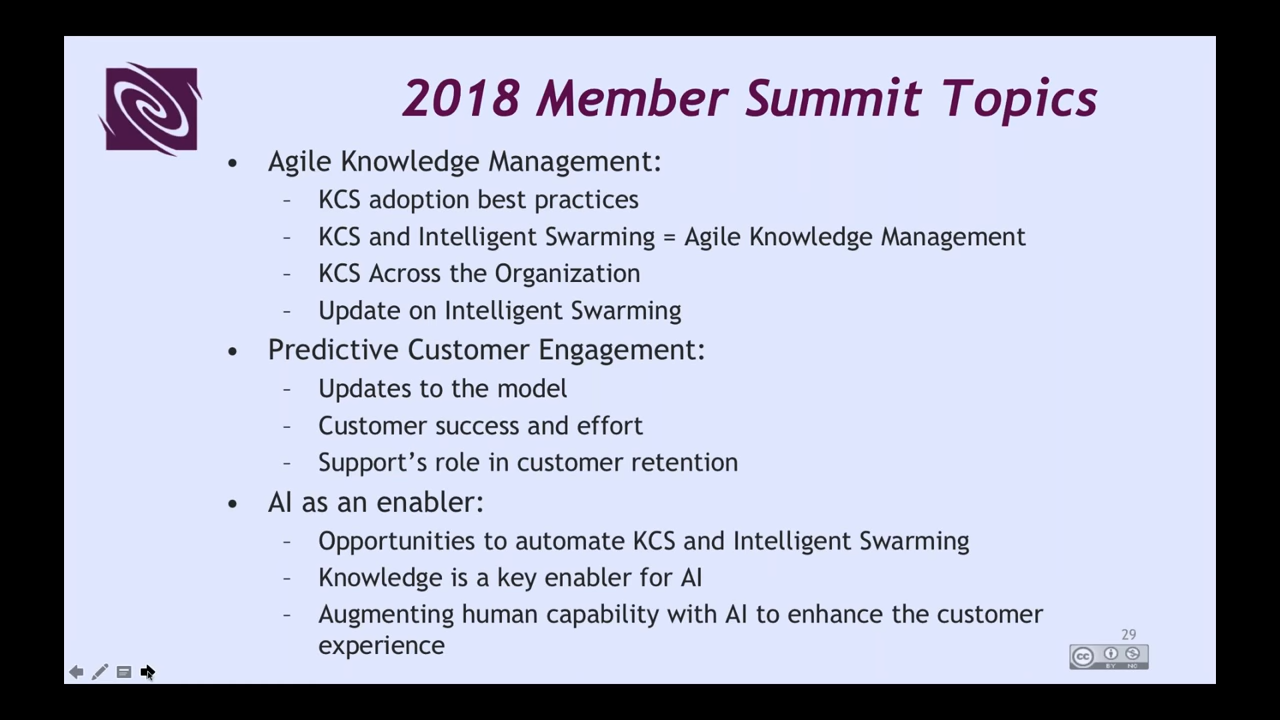 2018 Member Summit Topics
• Agile Knowledge Management:
– KCS adoption best practices
– KCS and Intelligent Swarming = Agile Knowledge Management
– KCS Across the Organization
– Update on Intelligent Swarming
• Predictive Customer Engagement:
– Updates to the model
– Customer success and effort
– Support’s role in customer retention
• AI as an enabler:
– Opportunities to automate KCS and Intelligent Swarming
– Knowledge is a key enabler for AI
– Augmenting human capability with AI to enhance the customer
experience
29
cc BY NC